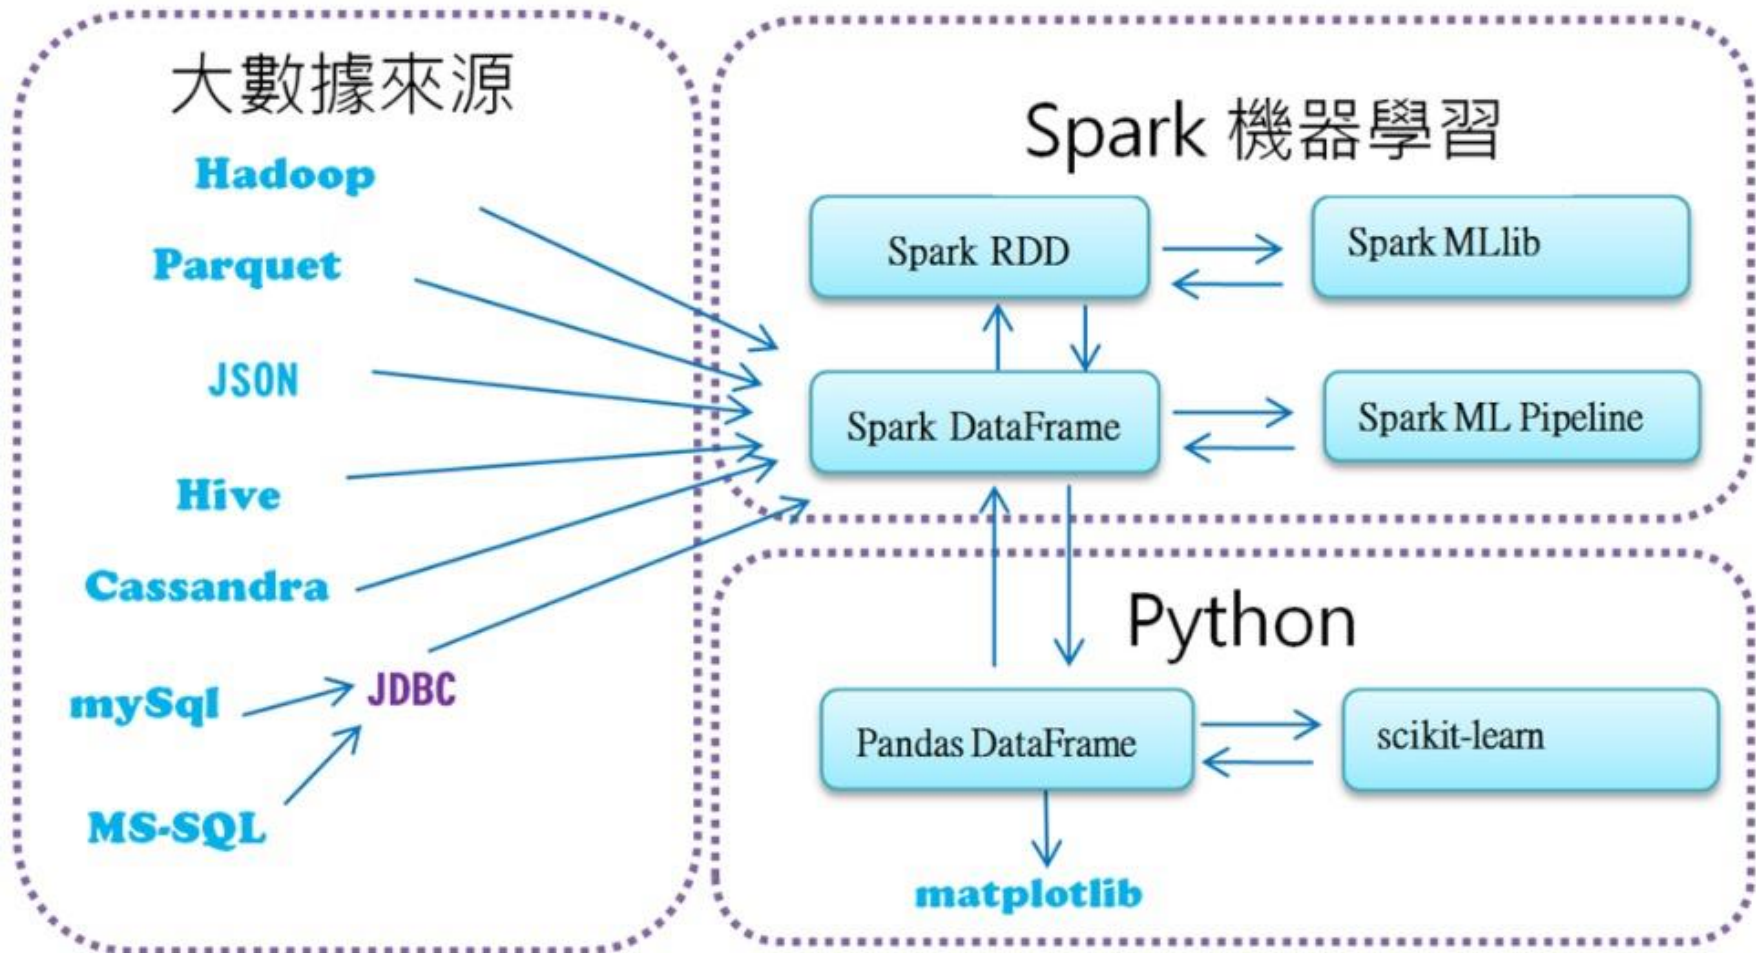 大數據來源
Hadoop
Parquet
JSON
Hive
Cassandra
mySql
JDBC
MS-SQL
Spark 機器學習
Spark RDD
Spark MLlib
Spark DataFrame
Spark ML Pipeline
Python
Pandas DataFrame
scikit-learn
matplotlib